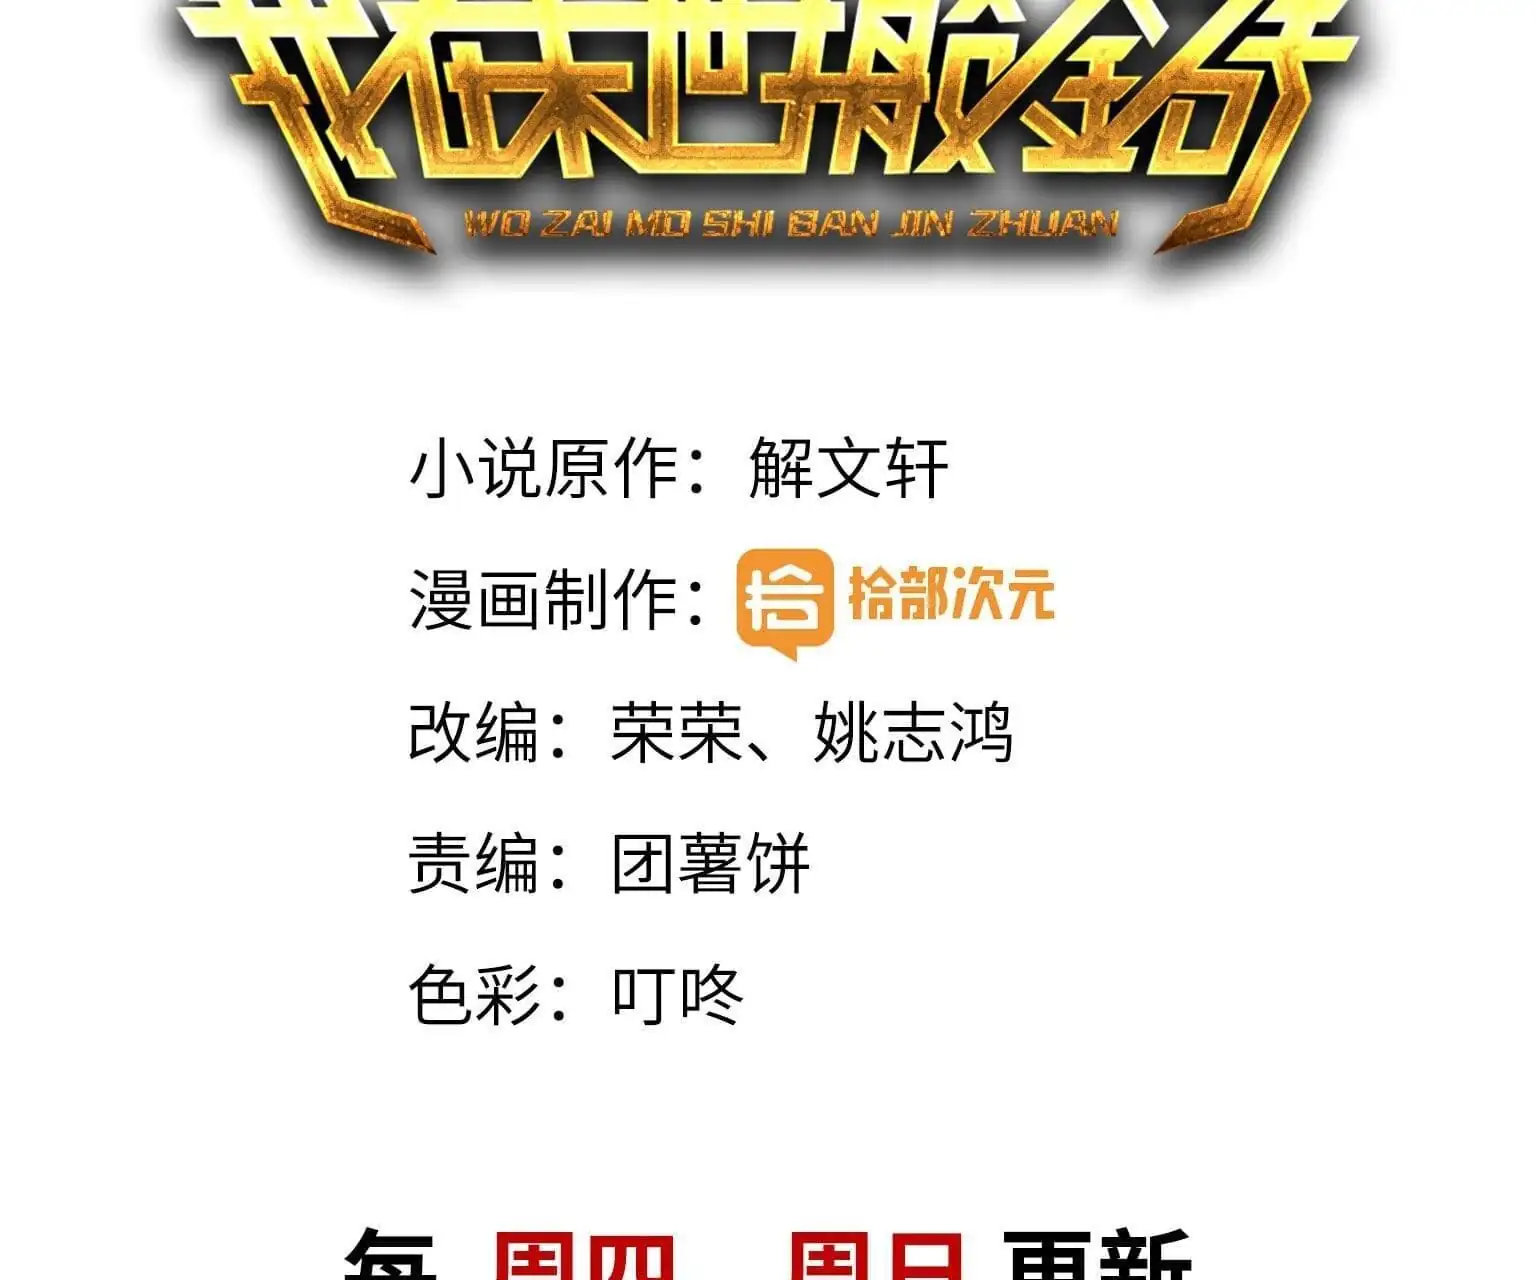 我在末世搬金砖
WO ZAI MO SHI BAN JIN ZHUAN
小说原作：解文轩
漫画制作：拾 拾部次元
改编：荣荣、姚志鸿
责编：团薯饼
色彩：叮咚
每 周四 周日 更新